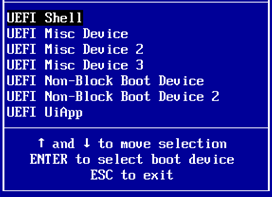 UEFI Shell
UEFI Misc Device
UEFI Misc Device 2
UEFI Misc Device 3
UEFI Non-Block Boot Device
UEFI Non-Block Boot Device 2
UEFI UiApp
↑ and ↓ to move selection
ENTER to select boot device
ESC to exit